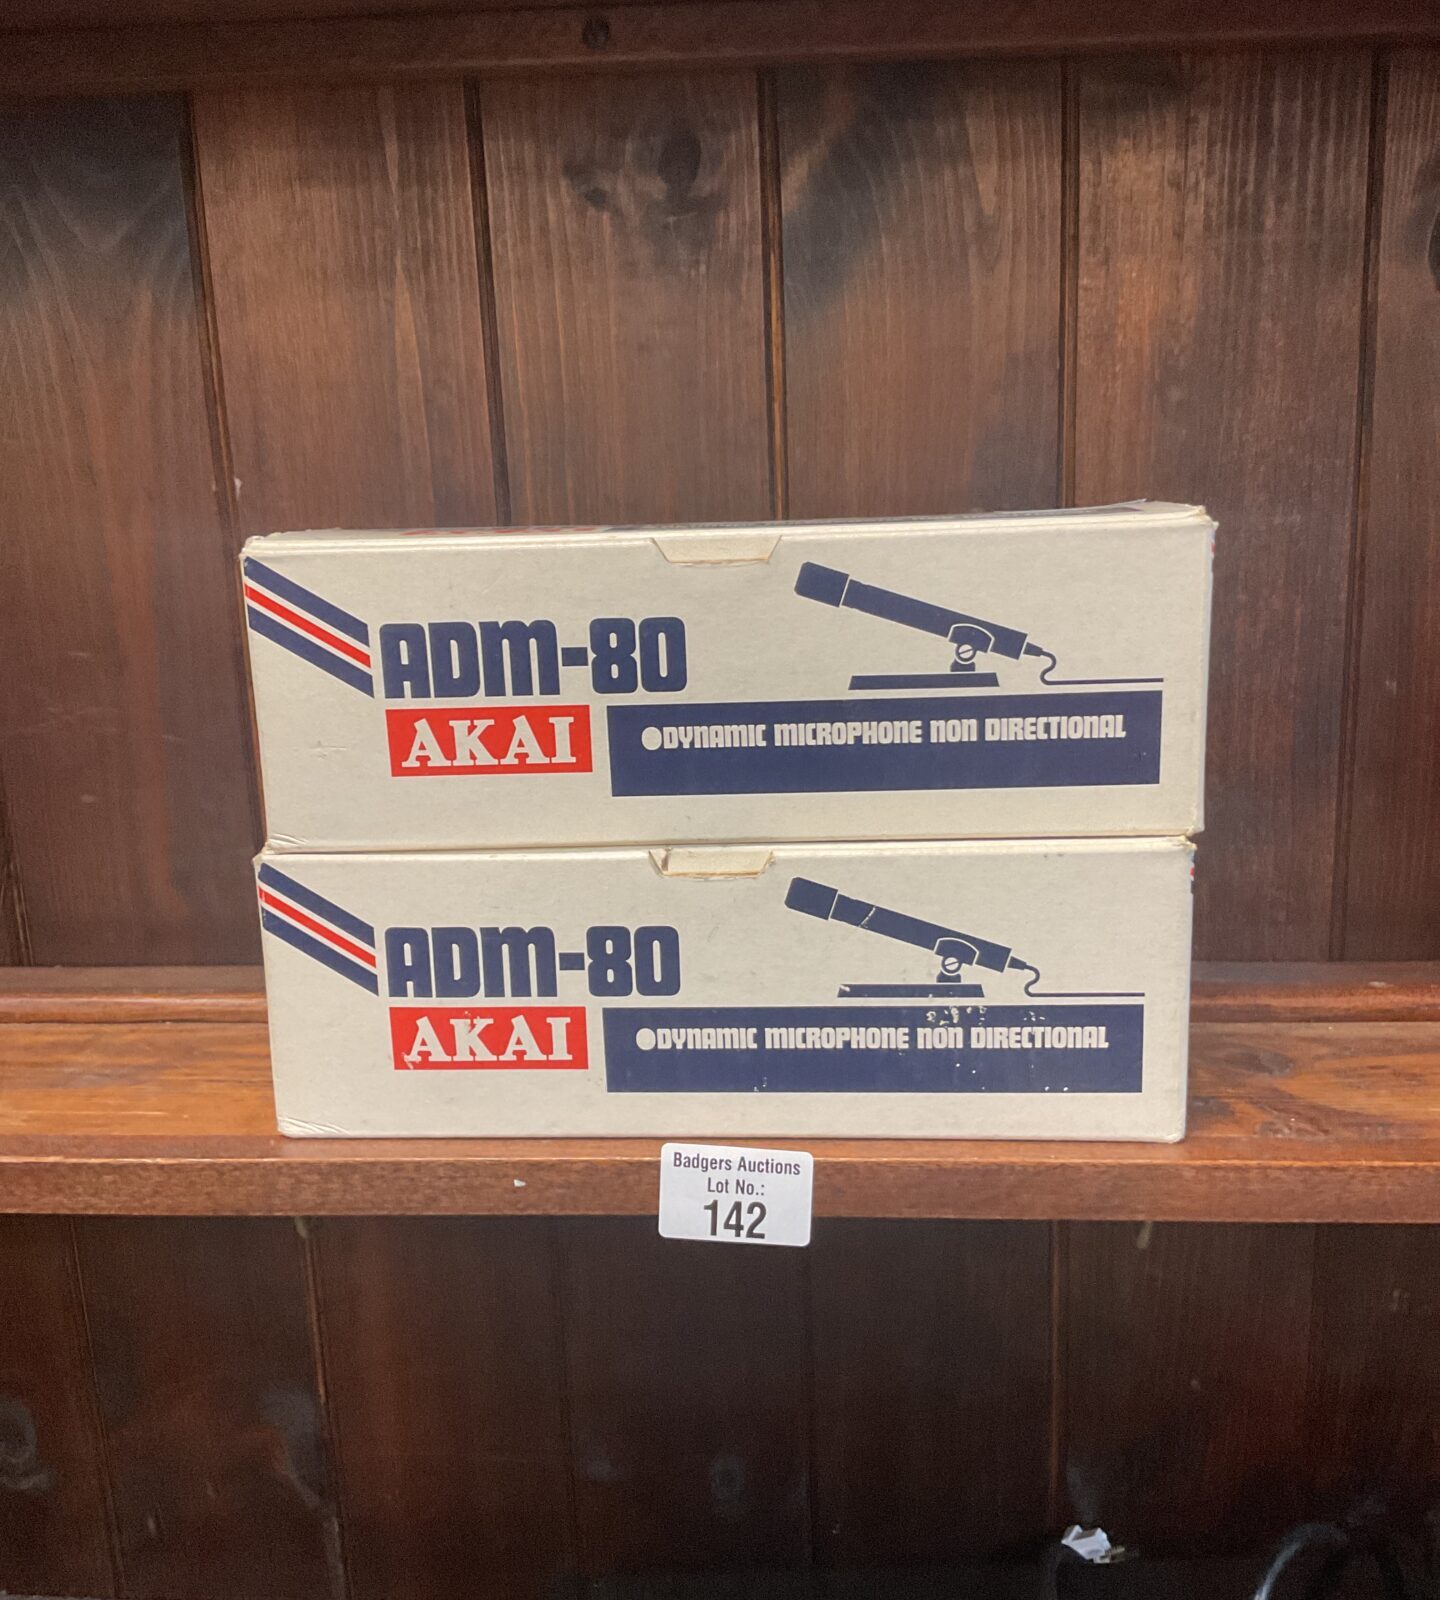 ADM-80
AKAI
●DYNAMIC MICROPHONE NON DIRECTIONAL
ADM-80
AKAI
●DYNAMIC MICROPHONE NON DIRECTIONAL
Badgers Auctions
Lot No.:
142